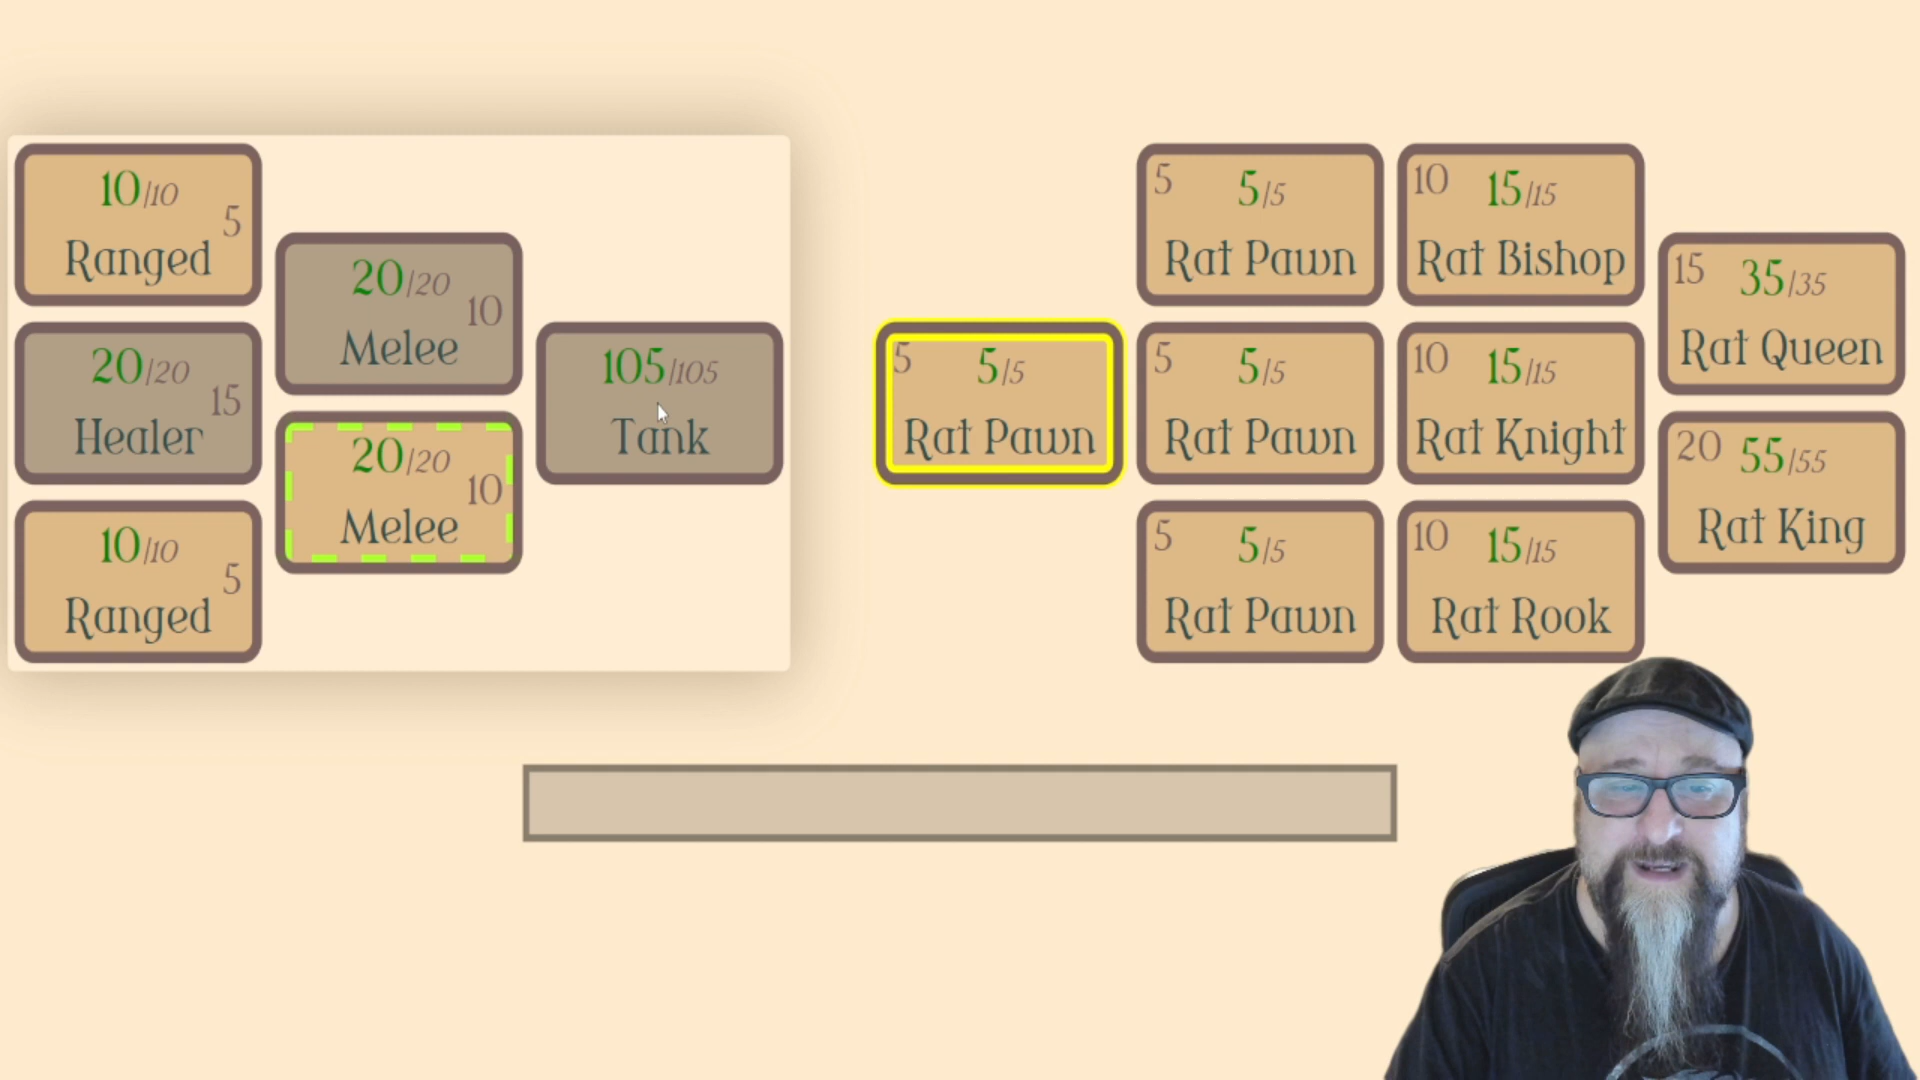 10/10
5
Ranged
20/20
10
Melee
20/20
15
Healer
105/105
Tank
20/20
10
Melee
10/10
5
Ranged
5
5/5
Rat Pawn
5
5/5
Rat Pawn
10
15/15
Rat Bishop
15
35/35
Rat Queen
5
5/5
Rat Pawn
10
15/15
Rat Knight
20
55/55
Rat King
5
5/5
Rat Pawn
10
15/15
Rat Rook